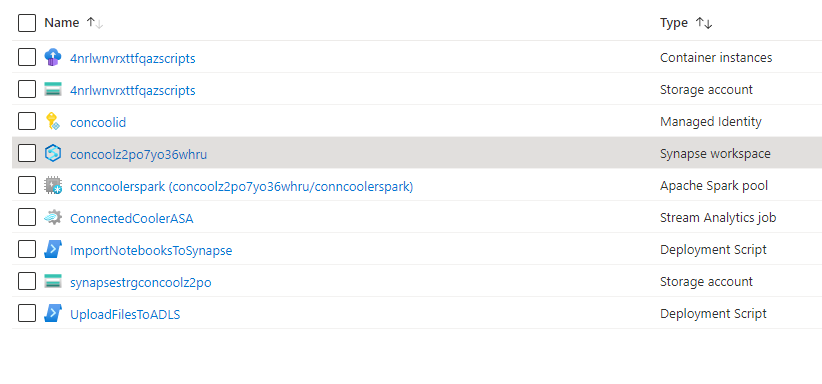 Name ↑↓ Type ↑↓
4nrlwnvrxttfqazscripts Container instances
4nrlwnvrxttfqazscripts Storage account
concoolid Managed Identity
concoolz2po7yo36whru Synapse workspace
conncoolerspark (concoolz2po7yo36whru/conncoolerspark) Apache Spark pool
ConnectedCoolerASA Stream Analytics job
ImportNotebooksToSynapse Deployment Script
synapsestrgconcoolz2po Storage account
UploadFilesToADLS Deployment Script